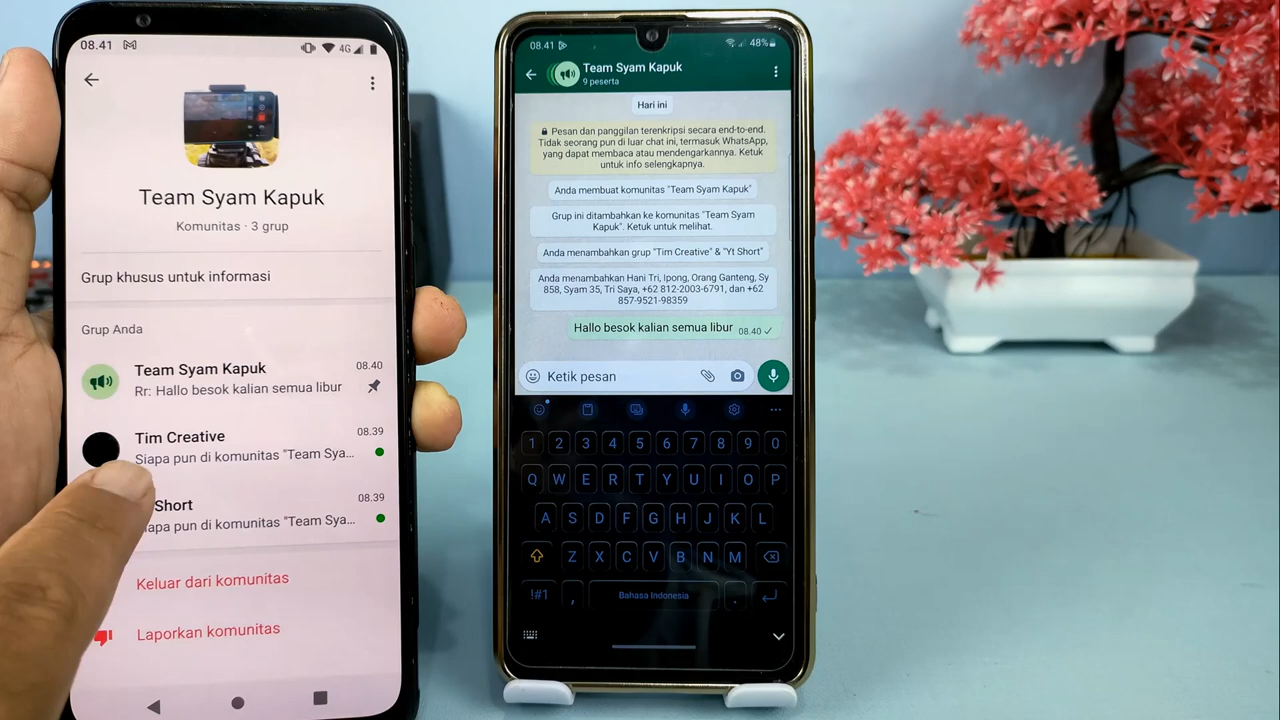 08.41
4G
Team Syam Kapuk
Komunitas · 3 grup
Grup khusus untuk informasi
Grup Anda
Team Syam Kapuk
08.40
Rr: Hallo besok kalian semua libur
Tim Creative
08.39
Siapa pun di komunitas "Team Sya...
Short
08.39
iapa pun di komunitas "Team Sya...
Keluar dari komunitas
Laporkan komunitas
08.41
48%
Team Syam Kapuk
9 peserta
Hari ini
Pesan dan panggilan terenkripsi secara end-to-end.
Tidak seorang pun di luar chat ini, termasuk WhatsApp,
yang dapat membaca atau mendengarkannya. Ketuk
untuk info selengkapnya.
Anda membuat komunitas "Team Syam Kapuk"
Grup ini ditambahkan ke komunitas "Team Syam
Kapuk". Ketuk untuk melihat.
Anda menambahkan grup "Tim Creative" & "Yt Short"
Anda menambahkan Hani Tri, Ipong, Orang Ganteng, Sy
858, Syam 35, Tri Saya, +62 812-2003-6791, dan +62
857-9521-98359
Hallo besok kalian semua libur 08.40
Ketik pesan
1 2 3 4 5 6 7 8 9 0
Q W E R T Y U I O P
A S D F G H J K L
Z X C V B N M
!#1 , Bahasa Indonesia .